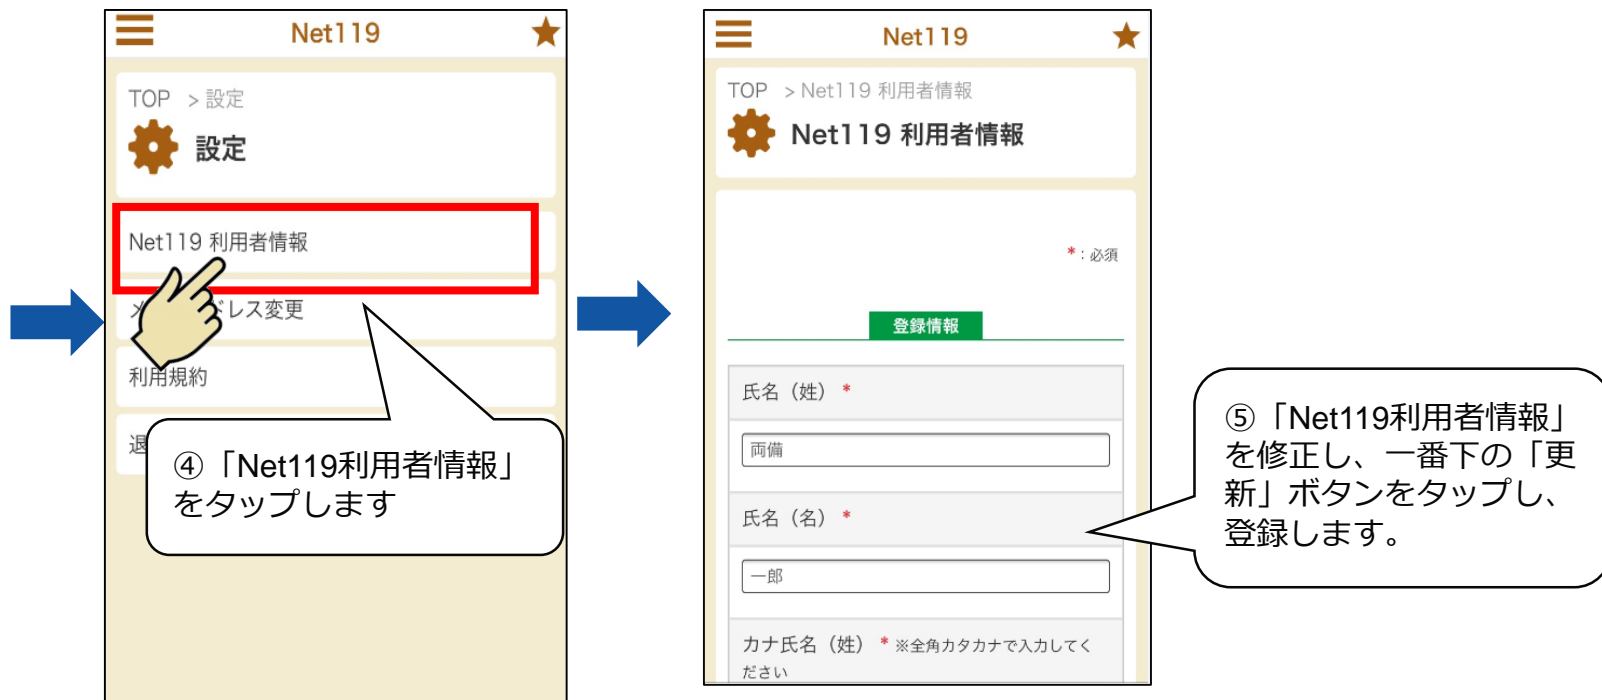 Net119
TOP ＞設定
設定
Net119 利用者情報
ドレス変更
利用規約
退
④「Net119利用者情報」
をタップします
Net119
TOP ＞Net119 利用者情報
Net119 利用者情報
*：必須
登録情報
氏名（姓） *
両備
氏名（名） *
一郎
カナ氏名（姓） * ※全角カタカナで入力してく
ださい
⑤「Net119利用者情報」
を修正し、一番下の「更
新」ボタンをタップし、
登録します。